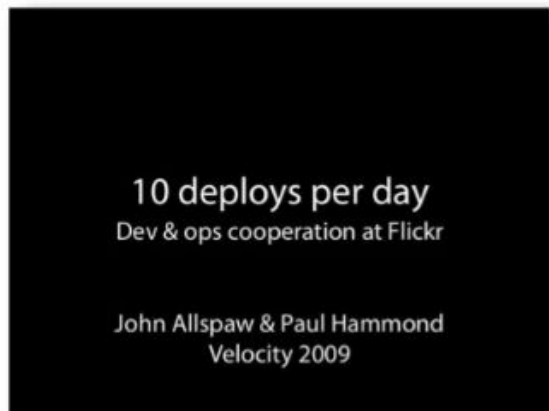 10 deploys per day
Dev & ops cooperation at Flickr
John Allspaw & Paul Hammond
Velocity 2009